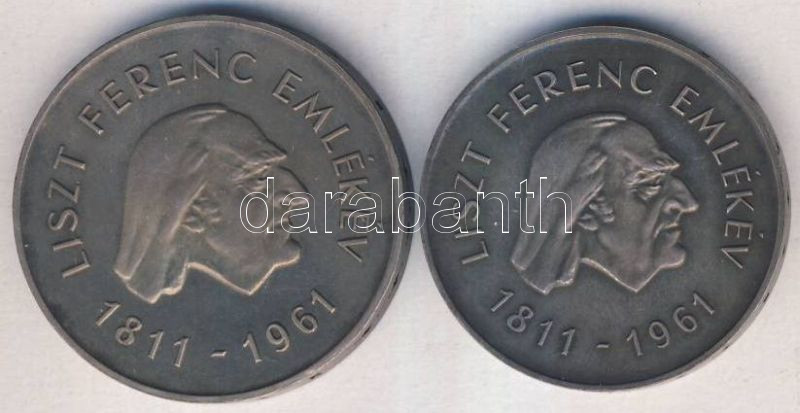 LISZT FERENC EMLÉKÉV
1811 - 1961
LISZT FERENC EMLÉKÉV
1811 - 1961
darabanth